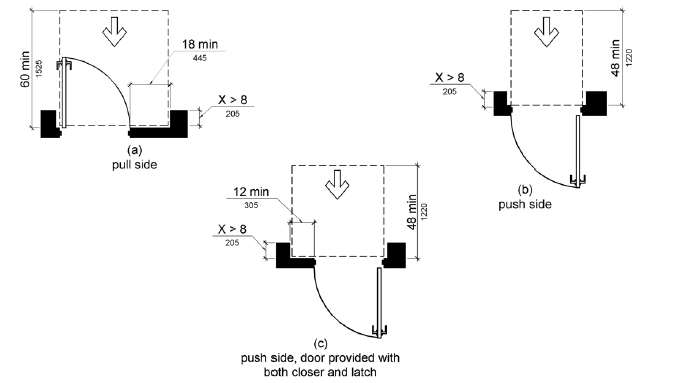 60 min
1525
18 min
445
X > 8
205
(a)
pull side
X > 8
205
48 min
1220
(b)
push side
12 min
305
X > 8
205
48 min
1220
(c)
push side, door provided with
both closer and latch